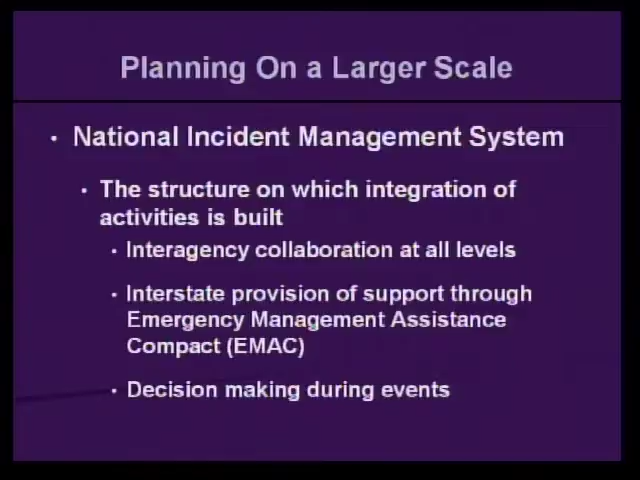 Planning On a Larger Scale
• National Incident Management System
• The structure on which integration of
activities is built
• Interagency collaboration at all levels
• Interstate provision of support through
Emergency Management Assistance
Compact (EMAC)
• Decision making during events